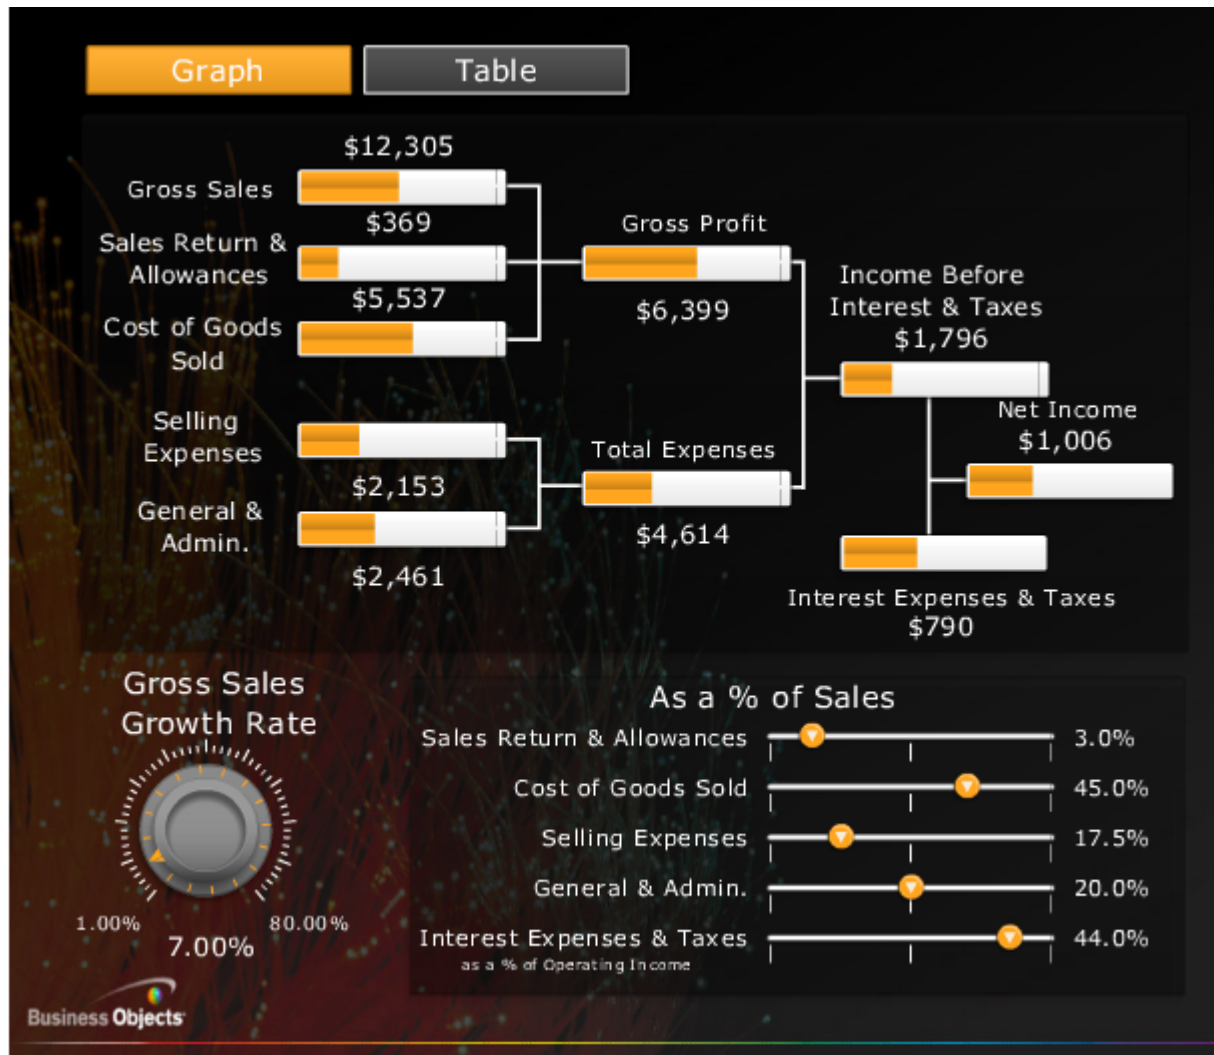 Graph
Table
$12,305
Gross Sales
$369
Sales Return &
Allowances
$5,537
Cost of Goods
Sold
Gross Profit
$6,399
Income Before
Interest & Taxes
$1,796
Selling
Expenses
$2,153
General &
Admin.
$2,461
Total Expenses
$4,614
Net Income
$1,006
Interest Expenses & Taxes
$790
Gross Sales
Growth Rate
1.00%
80.00%
7.00%
As a % of Sales
Sales Return & Allowances 3.0%
Cost of Goods Sold 45.0%
Selling Expenses 17.5%
General & Admin. 20.0%
Interest Expenses & Taxes 44.0%
as a % of Operating Income
Business Objects